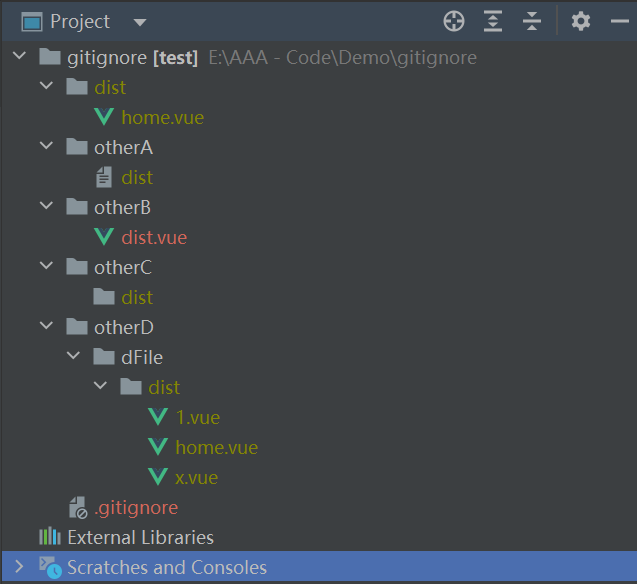 Project
gitignore [test] E:\AAA - Code\Demo\gitignore
dist
home.vue
otherA
dist
otherB
dist.vue
otherC
dist
otherD
dFile
dist
1.vue
home.vue
x.vue
.gitignore
External Libraries
Scratches and Consoles